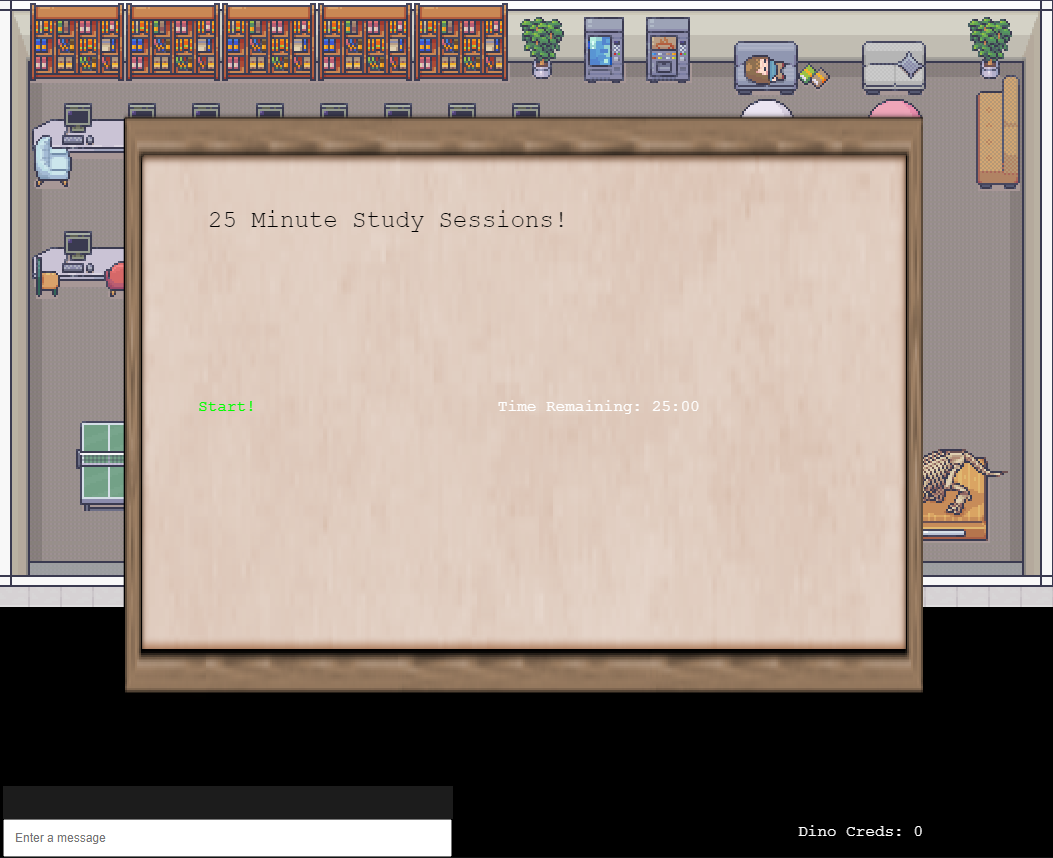 25 Minute Study Sessions!
Start!
Time Remaining: 25:00
Enter a message
Dino Creds: 0